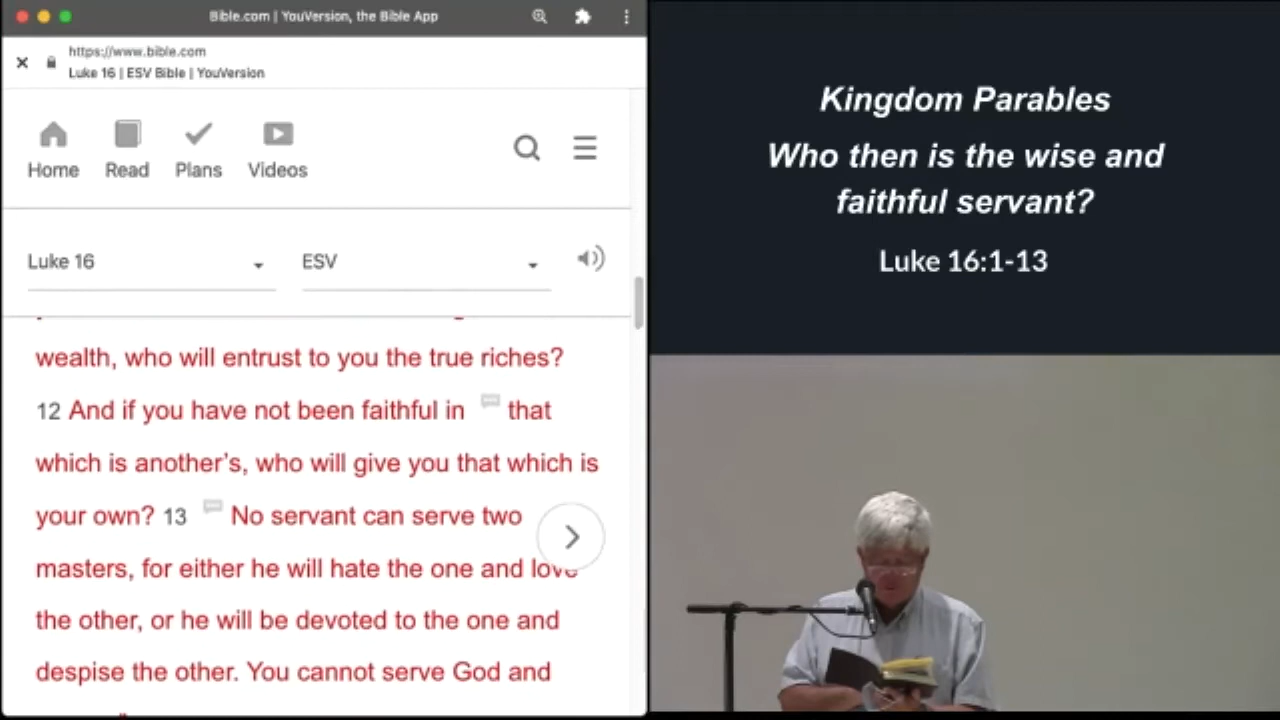 Bible.com | YouVersion, the Bible App
https://www.bible.com
Luke 16 | ESV Bible | YouVersion
Home Read Plans Videos
Luke 16 ESV
wealth, who will entrust to you the true riches?
12 And if you have not been faithful in that
which is another's, who will give you that which is
your own? 13 No servant can serve two
masters, for either he will hate the one and love
the other, or he will be devoted to the one and
despise the other. You cannot serve God and
Kingdom Parables
Who then is the wise and
faithful servant?
Luke 16:1-13